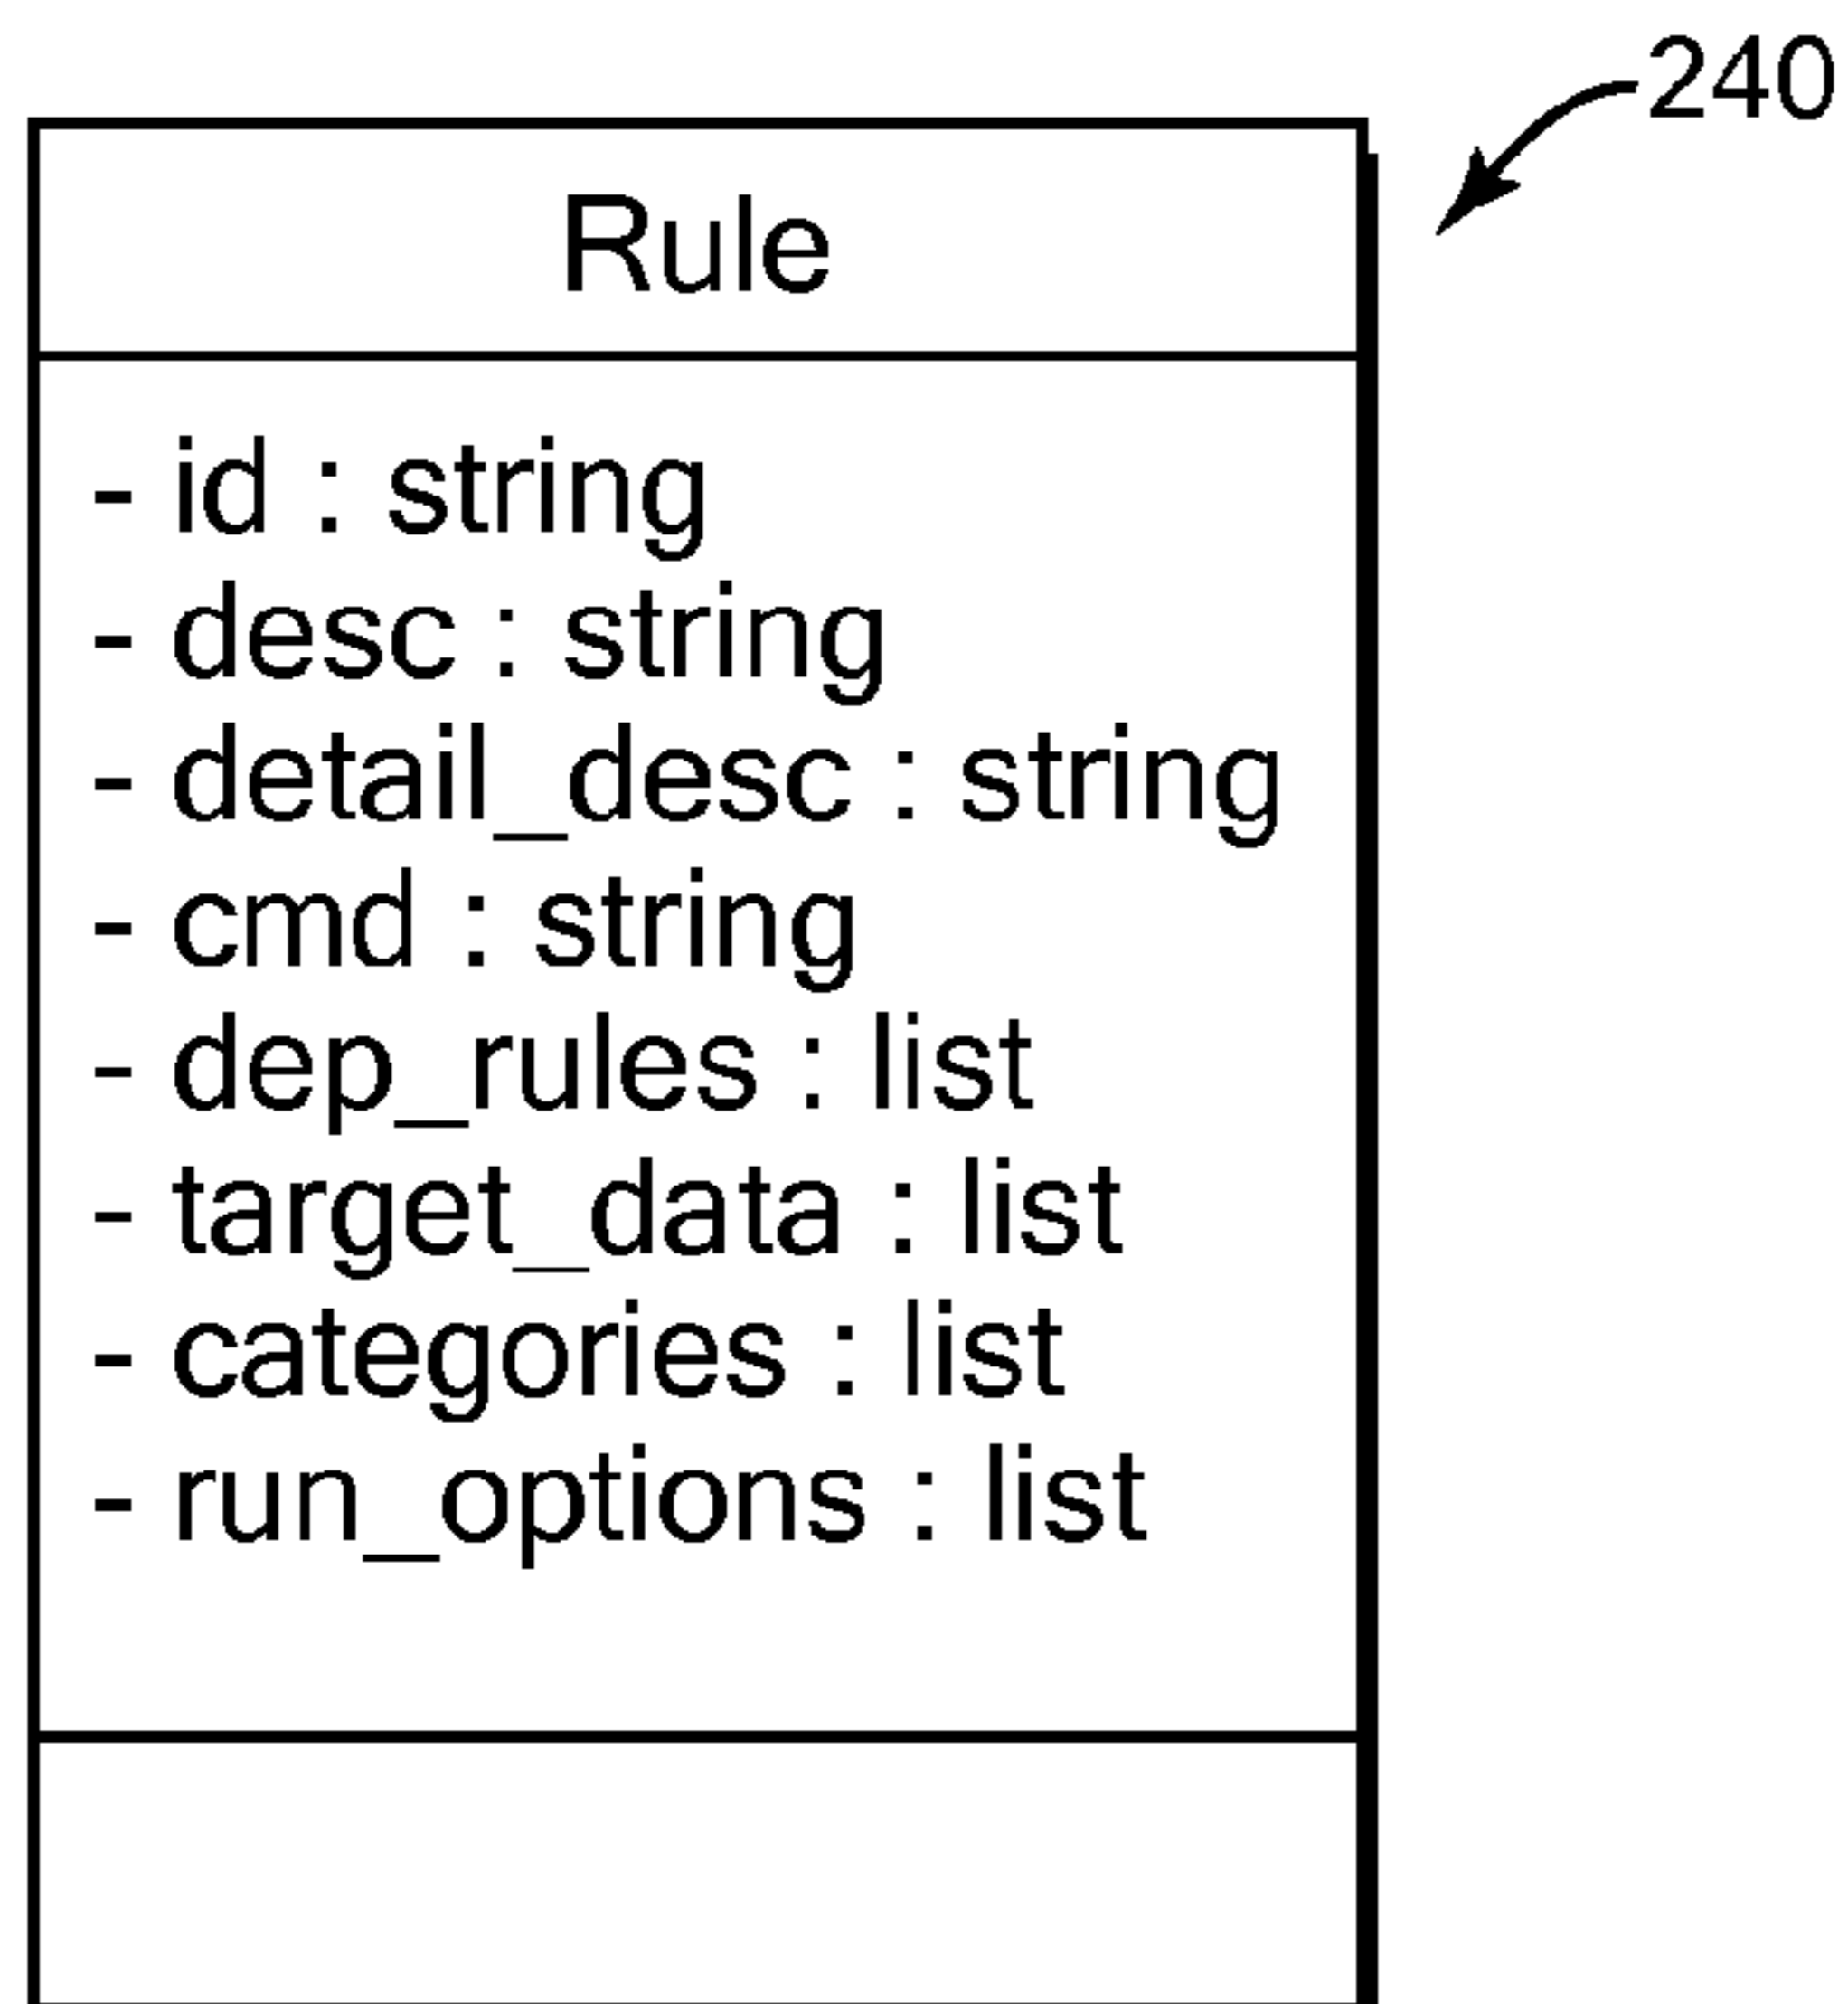 240
Rule
- id : string
- desc : string
- detail_desc : string
- cmd : string
- dep_rules : list
- target_data : list
- categories : list
- run_options : list